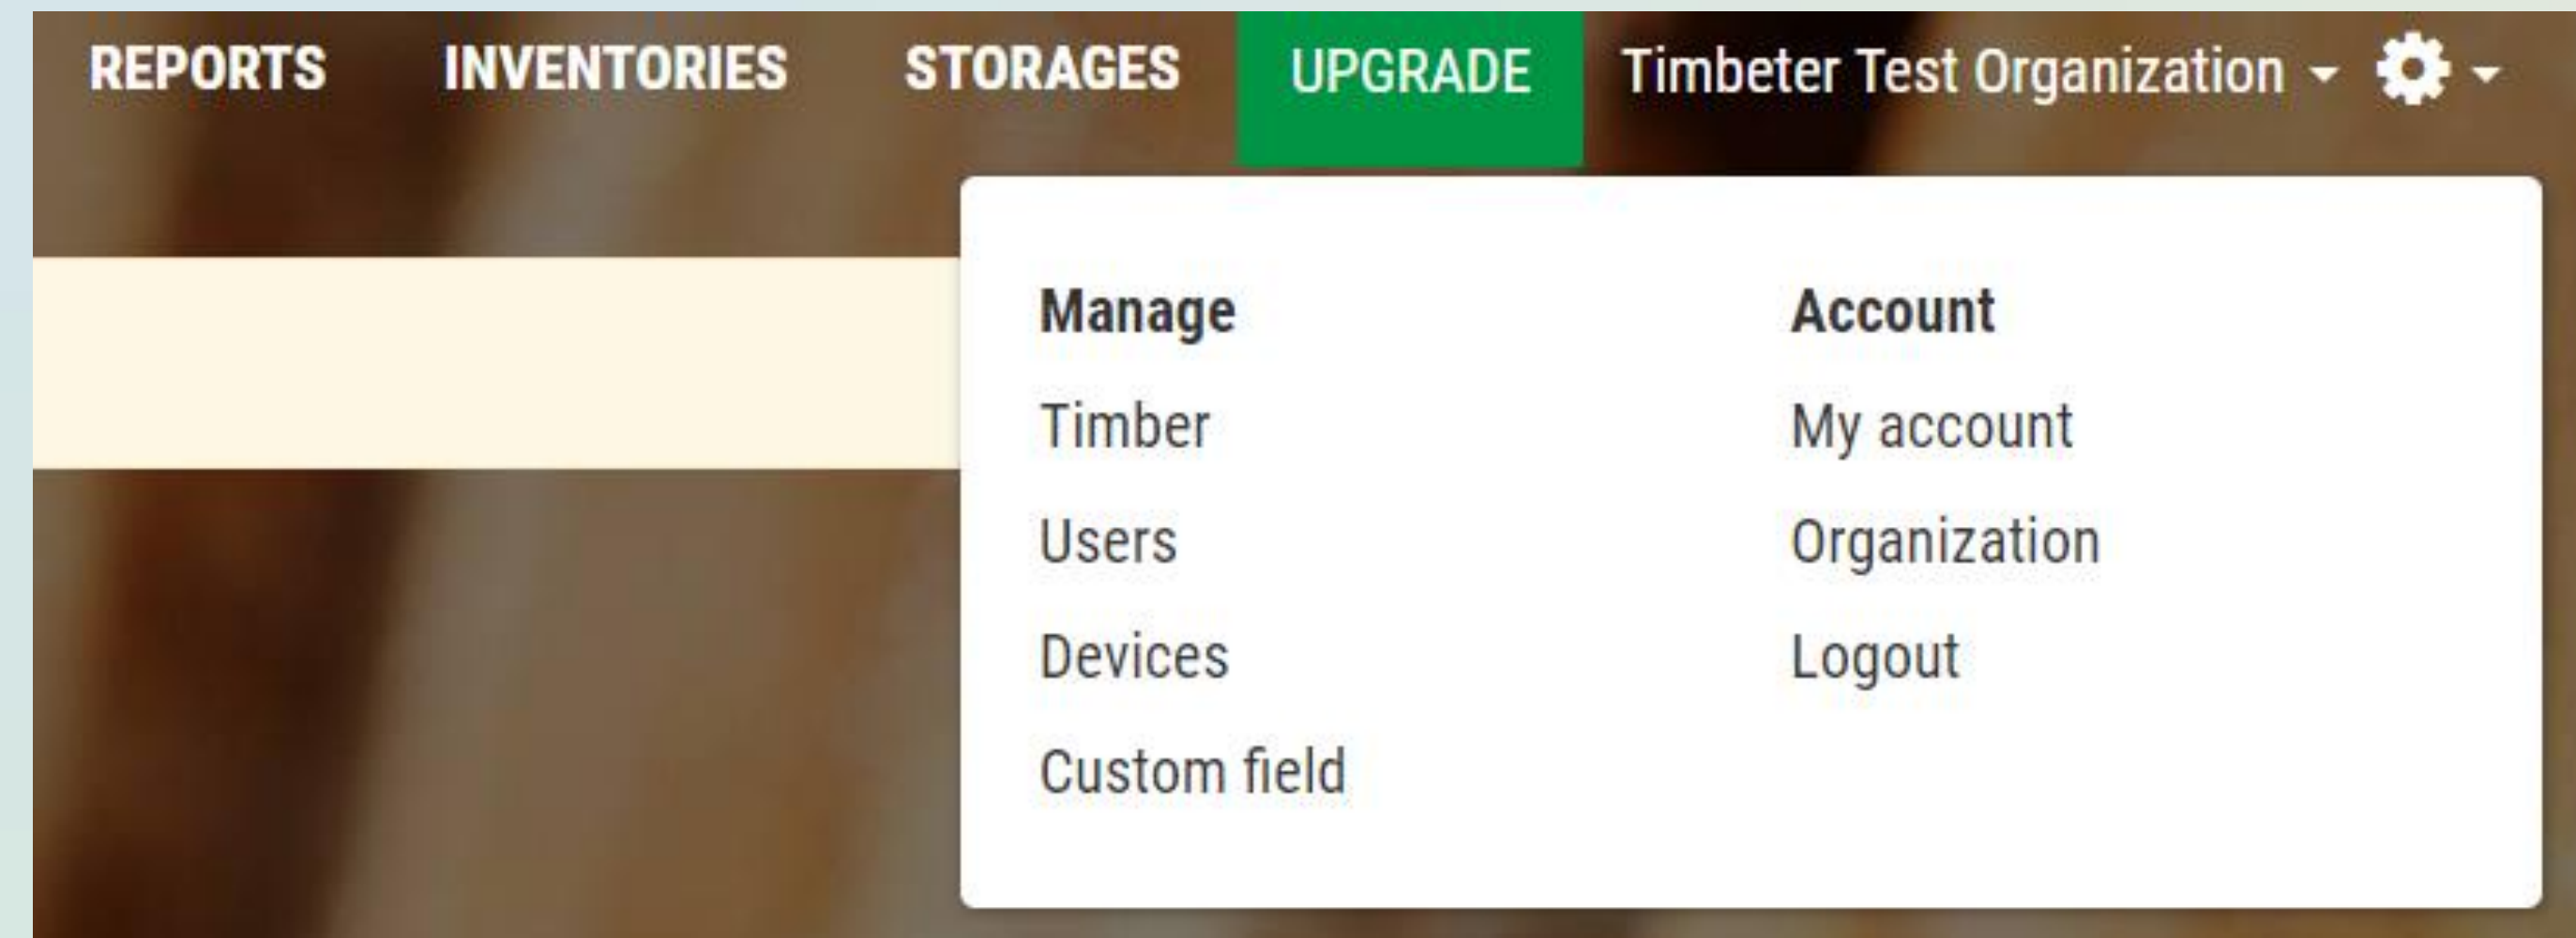 REPORTS INVENTORIES STORAGES UPGRADE Timbeter Test Organization
Manage
Timber
Users
Devices
Custom field
Account
My account
Organization
Logout